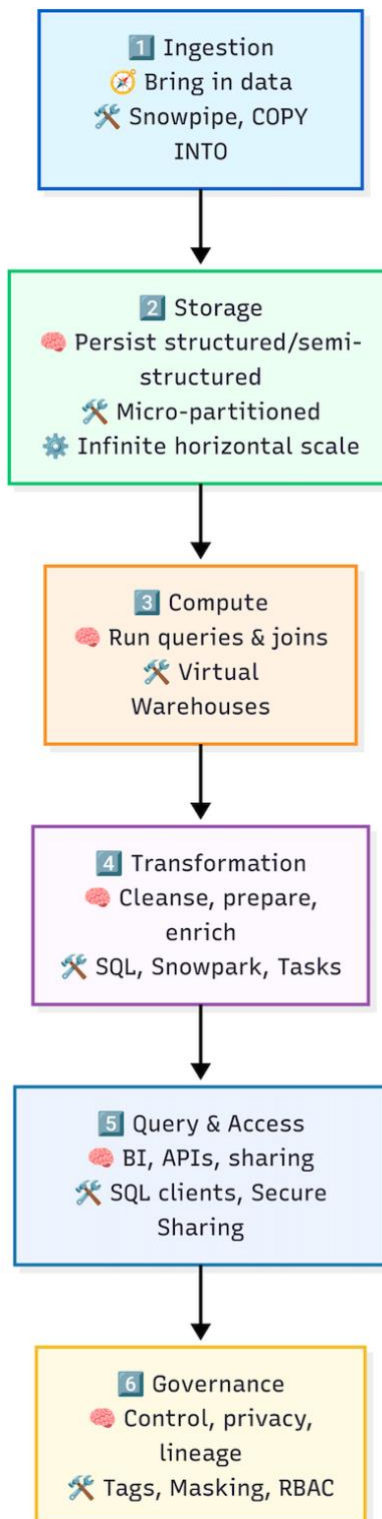 1️⃣ Ingestion
🧭 Bring in data
🛠️ Snowpipe, COPY
INTO
2️⃣ Storage
🧠 Persist structured/semi-
structured
🛠️ Micro-partitioned
⚙️ Infinite horizontal scale
3️⃣ Compute
🧠 Run queries & joins
🛠️ Virtual
Warehouses
4️⃣ Transformation
🧠 Cleanse, prepare,
enrich
🛠️ SQL, Snowpark, Tasks
5️⃣ Query & Access
🧠 BI, APIs, sharing
🛠️ SQL clients, Secure
Sharing
6️⃣ Governance
🧠 Control, privacy,
lineage
🛠️ Tags, Masking, RBAC